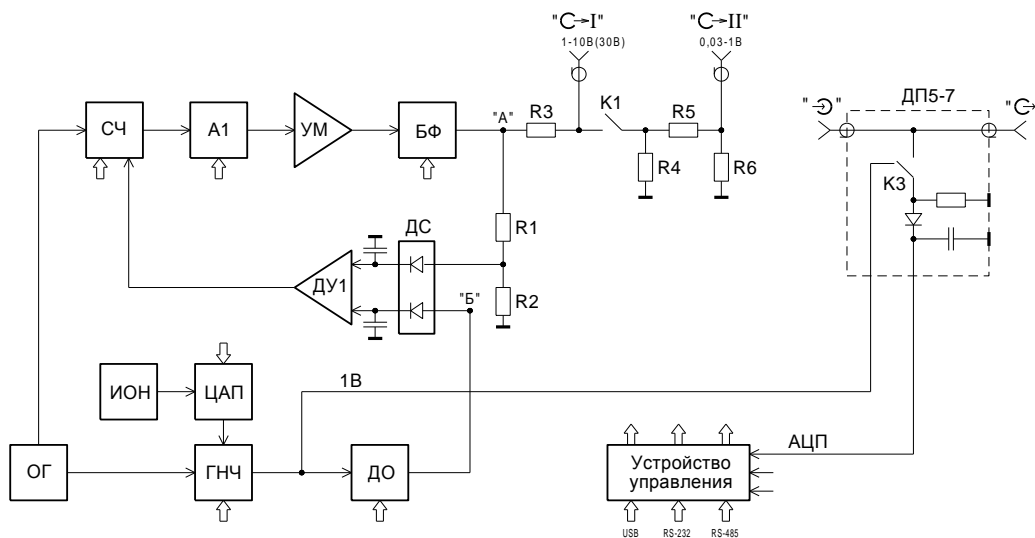 "С→I"
1-10В(30В)
"С→II"
0,03-1В
СЧ
А1
УМ
БФ
"А"
R3
К1
R5
R4
R6
ДП5-7
К3
R1
ДС
ДУ1
R2
"Б"
ИОН
ЦАП
1В
ОГ
ГНЧ
ДО
АЦП
Устройство
управления
USB
RS-232
RS-485